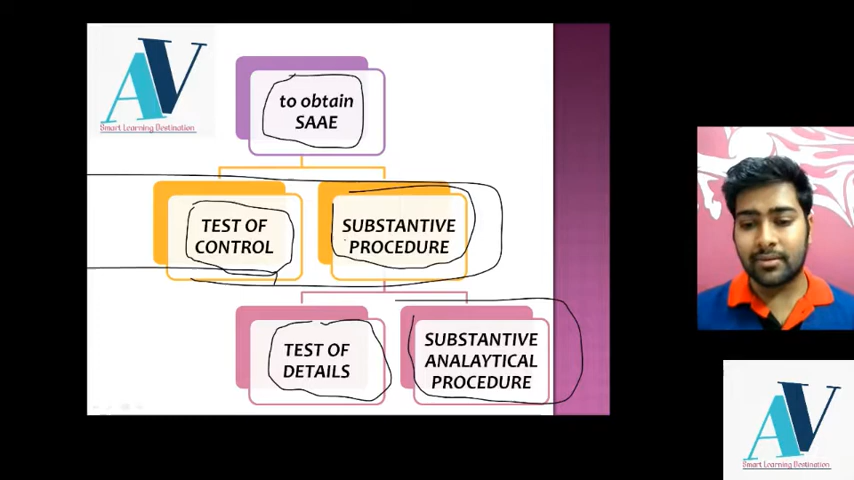 AV
Smart Learning Destination
to obtain
SAAE
TEST OF
CONTROL
SUBSTANTIVE
PROCEDURE
TEST OF
DETAILS
SUBSTANTIVE
ANALAYTICAL
PROCEDURE
AV
Smart Learning Destination